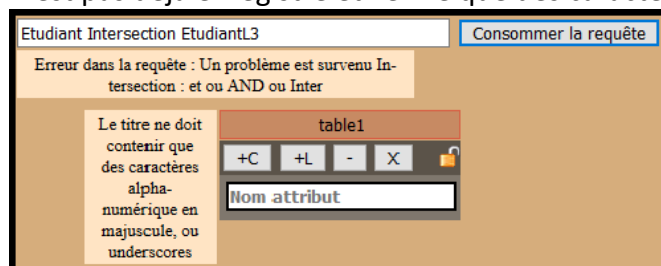 Etudiant Intersection EtudiantL3
Consommer la requête
Erreur dans la requête : Un problème est survenu In-
tersection : et ou AND ou Inter
Le titre ne doit
contenir que
des caractères
alpha-
numérique en
majuscule, ou
underscores
table1
+C +L - X
Nom attribut